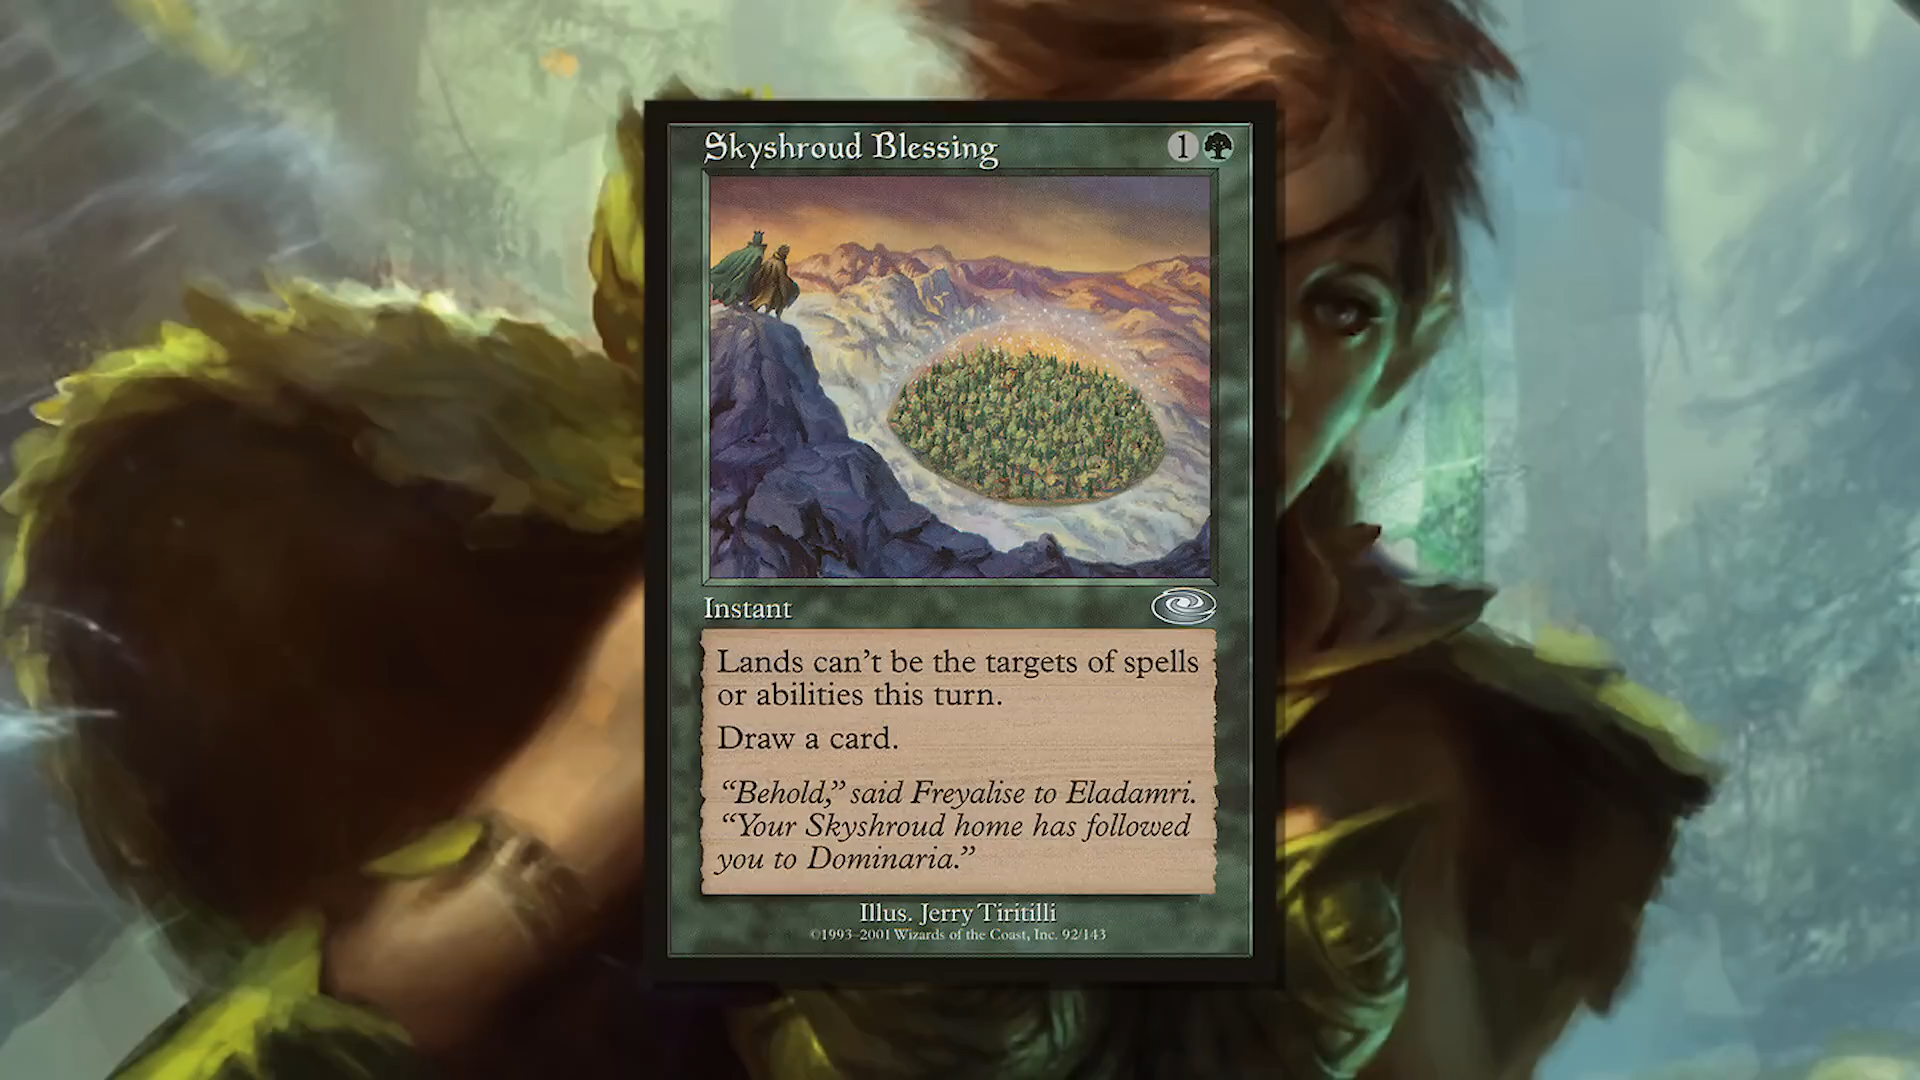 Skyshroud Blessing 1
Instant
Lands can't be the targets of spells
or abilities this turn.
Draw a card.
“Behold,” said Freyalise to Eladamri.
“Your Skyshroud home has followed
you to Dominaria.”
Illus. Jerry Tiritilli
©1993–2001 Wizards of the Coast, Inc. 92/143